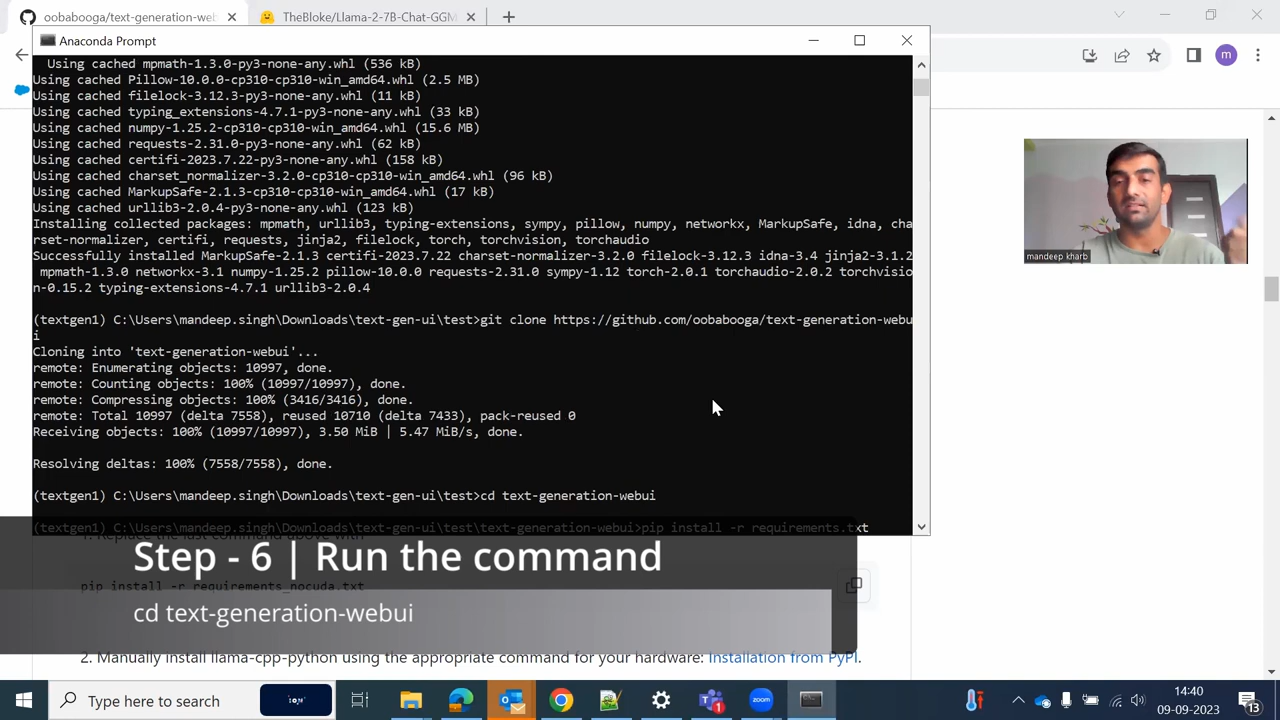 oobabooga/text-generation-web
TheBloke/Llama-2-7B-Chat-GGM
Anaconda Prompt
m
Using cached mpmath-1.3.0-py3-none-any.whl (536 kB)
Using cached Pillow-10.0.0-cp310-cp310-win_amd64.whl (2.5 MB)
Using cached filelock-3.12.3-py3-none-any.whl (11 kB)
Using cached typing_extensions-4.7.1-py3-none-any.whl (33 kB)
Using cached numpy-1.25.2-cp310-cp310-win_amd64.whl (15.6 MB)
Using cached requests-2.31.0-py3-none-any.whl (62 kB)
Using cached certifi-2023.7.22-py3-none-any.whl (158 kB)
Using cached charset_normalizer-3.2.0-cp310-cp310-win_amd64.whl (96 kB)
Using cached MarkupSafe-2.1.3-cp310-cp310-win_amd64.whl (17 kB)
Using cached urllib3-2.0.4-py3-none-any.whl (123 kB)
Installing collected packages: mpmath, urllib3, typing-extensions, sympy, pillow, numpy, networkx, MarkupSafe, idna, cha
rset-normalizer, certifi, requests, jinja2, filelock, torch, torchvision, torchaudio
Successfully installed MarkupSafe-2.1.3 certifi-2023.7.22 charset-normalizer-3.2.0 filelock-3.12.3 idna-3.4 jinja2-3.1.2
mpmath-1.3.0 networkx-3.1 numpy-1.25.2 pillow-10.0.0 requests-2.31.0 sympy-1.12 torch-2.0.1 torchaudio-2.0.2 torchvisio
n-0.15.2 typing-extensions-4.7.1 urllib3-2.0.4
(textgen1) C:\Users\mandeep.singh\Downloads\text-gen-ui\test>git clone https://github.com/oobabooga/text-generation-webu
i
Cloning into 'text-generation-webui'...
remote: Enumerating objects: 10997, done.
remote: Counting objects: 100% (10997/10997), done.
remote: Compressing objects: 100% (3416/3416), done.
remote: Total 10997 (delta 7558), reused 10710 (delta 7433), pack-reused 0
Receiving objects: 100% (10997/10997), 3.50 MiB | 5.47 MiB/s, done.
Resolving deltas: 100% (7558/7558), done.
(textgen1) C:\Users\mandeep.singh\Downloads\text-gen-ui\test>cd text-generation-webui
(textgen1) C:\Users\mandeep.singh\Downloads\text-gen-ui\test\text-generation-webui>pip install -r requirements.txt
mandeep kharb
1. Replace the last command above with
Step - 6 | Run the command
pip install -r requirements_nocuda.txt
cd text-generation-webui
2. Manually install llama-cpp-python using the appropriate command for your hardware: Installation from PyPI.
Type here to search
14:40
09-09-2023
13